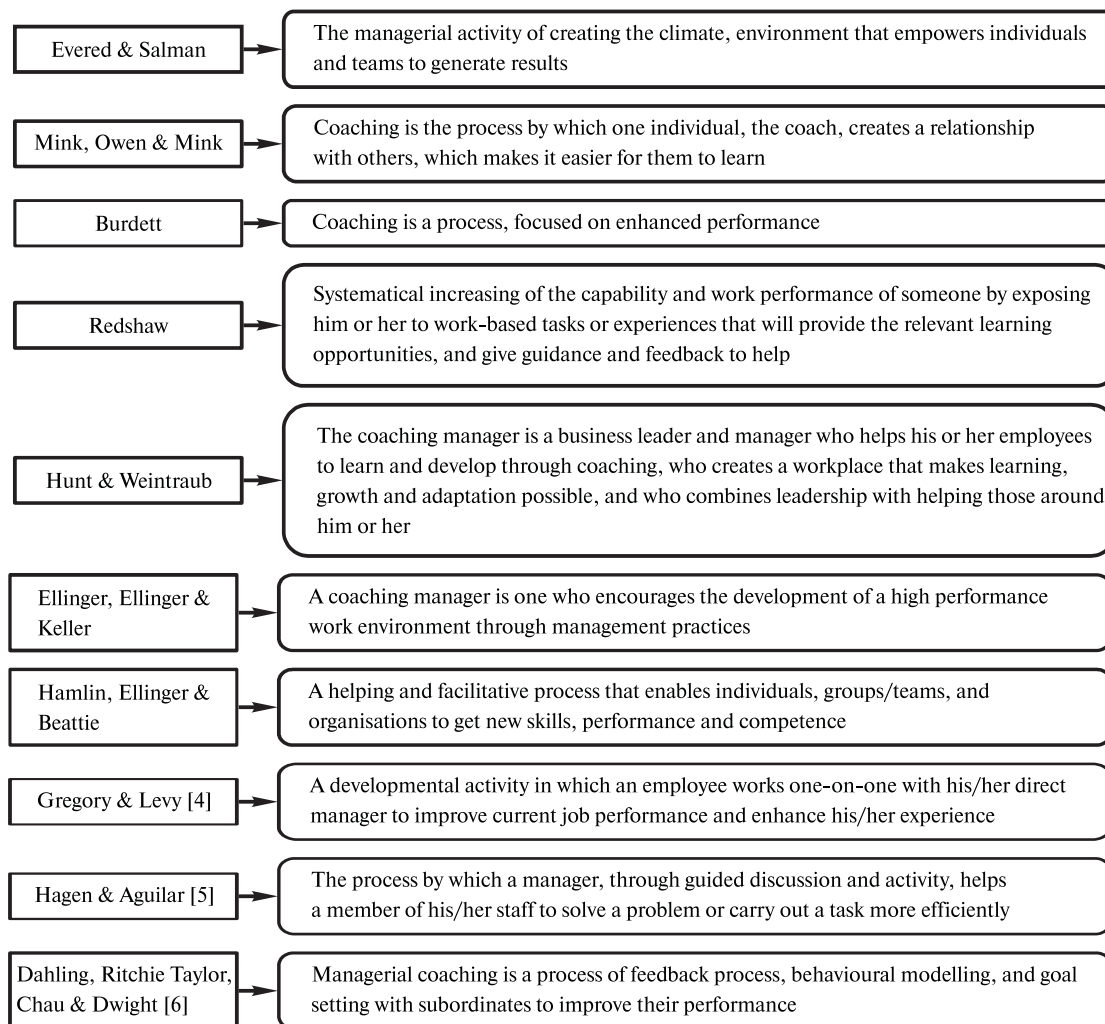 Evered & Salman
The managerial activity of creating the climate, environment that empowers individuals
and teams to generate results
Mink, Owen & Mink
Coaching is the process by which one individual, the coach, creates a relationship
with others, which makes it easier for them to learn
Burdett
Coaching is a process, focused on enhanced performance
Redshaw
Systematical increasing of the capability and work performance of someone by exposing
him or her to work-based tasks or experiences that will provide the relevant learning
opportunities, and give guidance and feedback to help
Hunt & Weintraub
The coaching manager is a business leader and manager who helps his or her employees
to learn and develop through coaching, who creates a workplace that makes learning,
growth and adaptation possible, and who combines leadership with helping those around
him or her
Ellinger, Ellinger &
Keller
A coaching manager is one who encourages the development of a high performance
work environment through management practices
Hamlin, Ellinger &
Beattie
A helping and facilitative process that enables individuals, groups/teams, and
organisations to get new skills, performance and competence
Gregory & Levy [4]
A developmental activity in which an employee works one-on-one with his/her direct
manager to improve current job performance and enhance his/her experience
Hagen & Aguilar [5]
The process by which a manager, through guided discussion and activity, helps
a member of his/her staff to solve a problem or carry out a task more efficiently
Dahling, Ritchie Taylor,
Chau & Dwight [6]
Managerial coaching is a process of feedback process, behavioural modelling, and goal
setting with subordinates to improve their performance